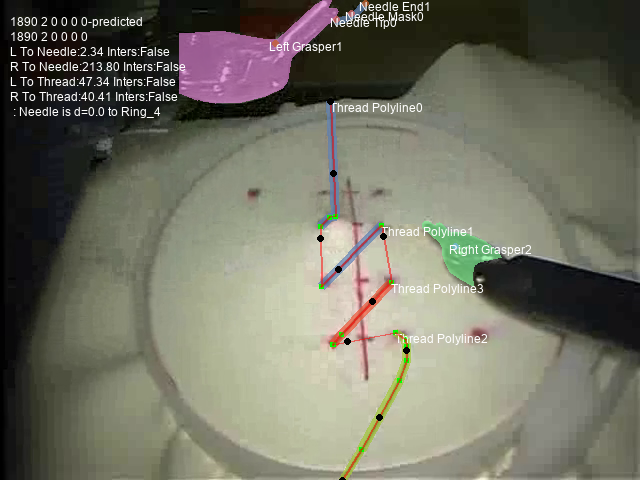 1890 2 0 0 0 0-predicted
1890 2 0 0 0 0
L To Needle:2.34 Inters:False
R To Needle:213.80 Inters:False
L To Thread:47.34 Inters:False
R To Thread:40.41 Inters:False
: Needle is d=0.0 to Ring_4
Needle End1
Needle Mask0
Needle Tip0
Left Grasper1
Thread Polyline0
Thread Polyline1
Right Grasper2
Thread Polyline3
Thread Polyline2